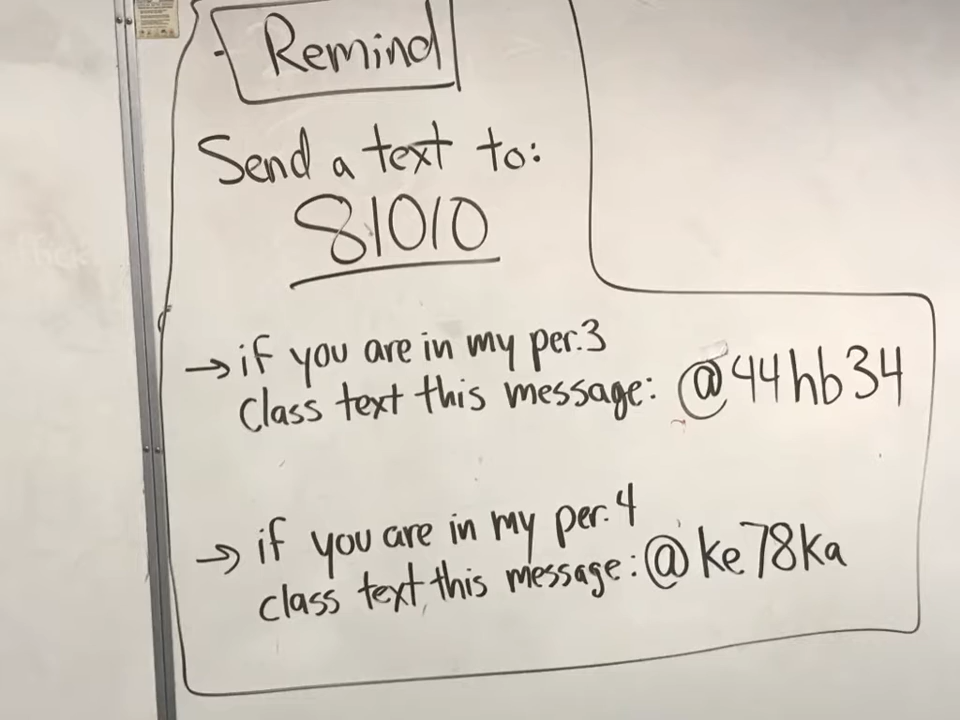 - Remind
Send a text to:
81010
→ if you are in my per.3
class text this message: @44hb34
→ if you are in my per.4
class text this message: @ke78ka